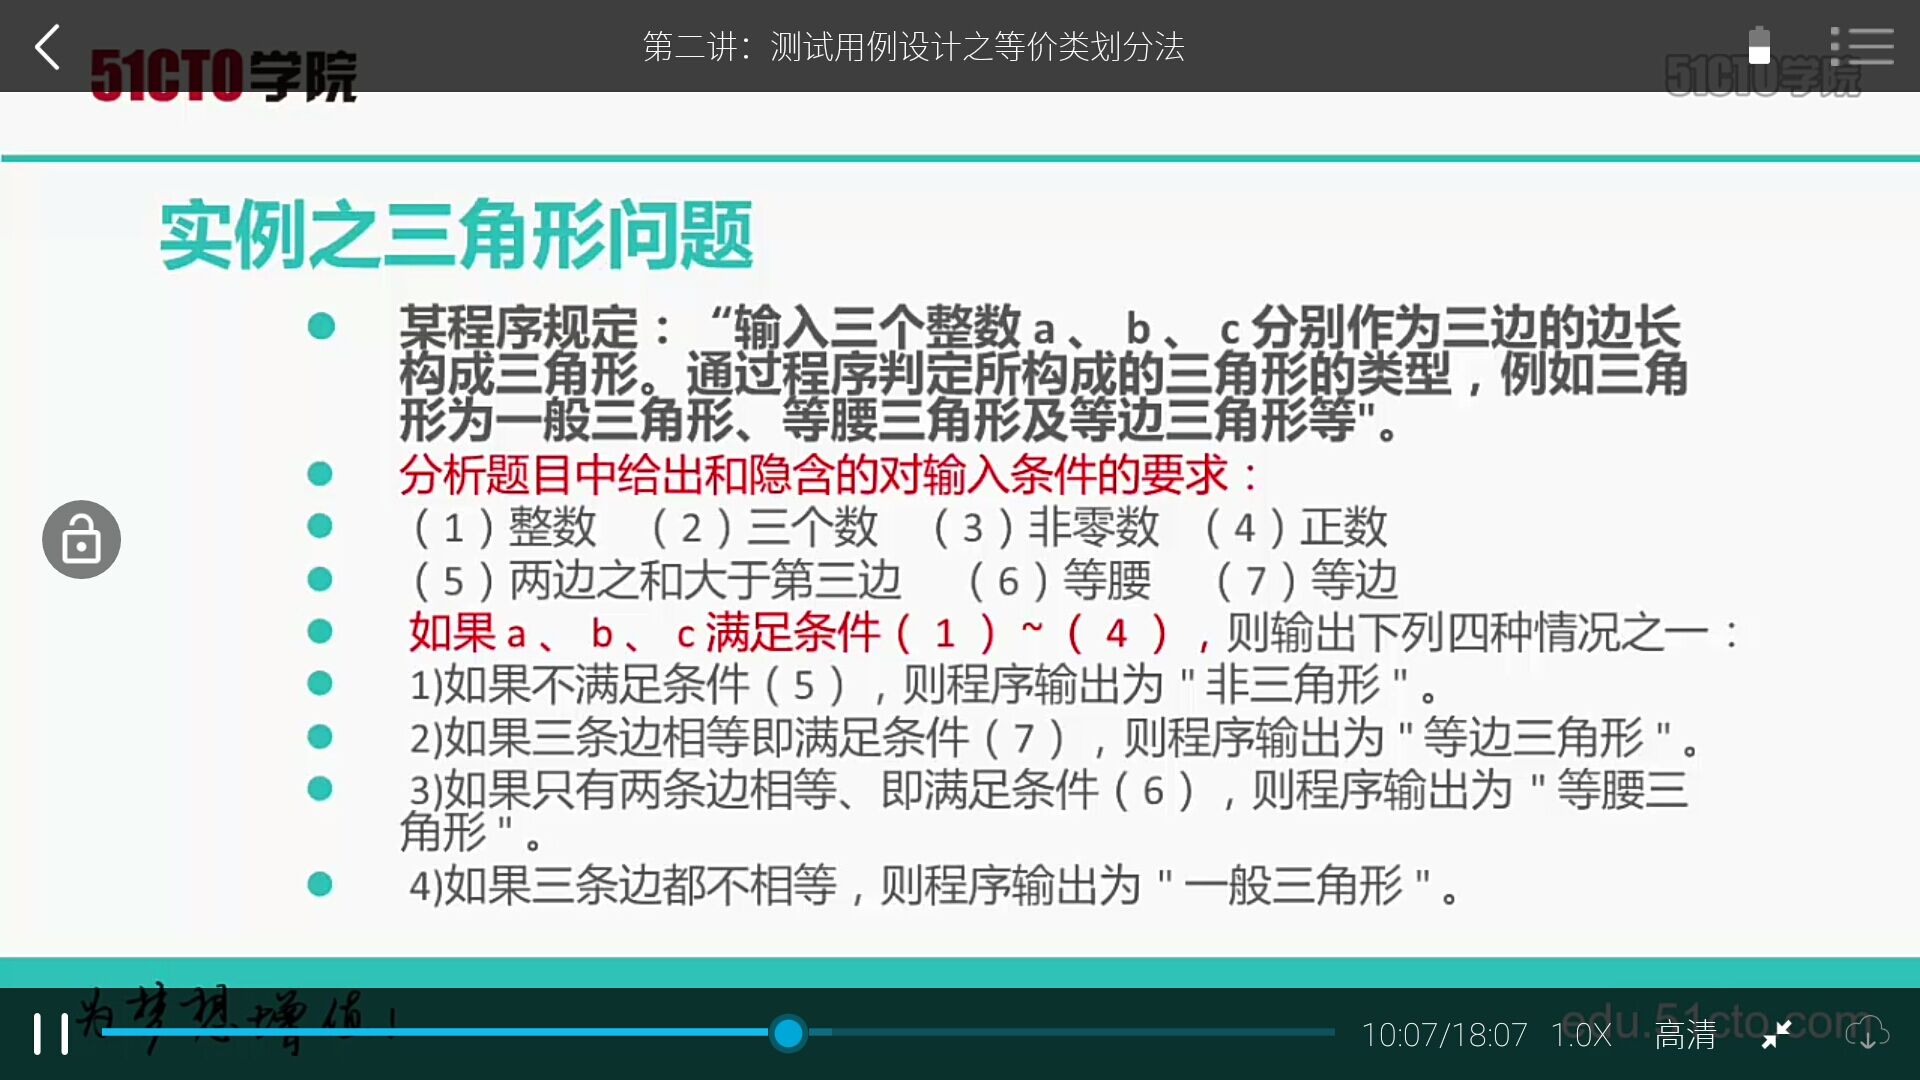 第二讲：测试用例设计之等价类划分法
51CTO学院
51CTO学院
实例之三角形问题
某程序规定：“输入三个整数 a 、 b 、 c 分别作为三边的边长
构成三角形。通过程序判定所构成的三角形的类型，例如三角
形为一般三角形、等腰三角形及等边三角形等"。
分析题目中给出和隐含的对输入条件的要求：
（1）整数 （2）三个数 （3）非零数 （4）正数
（5）两边之和大于第三边 （6）等腰 （7）等边
如果 a 、 b 、 c 满足条件（ 1 ）~（ 4 ），则输出下列四种情况之一：
1)如果不满足条件（5），则程序输出为 " 非三角形 " 。
2)如果三条边相等即满足条件（7），则程序输出为 " 等边三角形 " 。
3)如果只有两条边相等、即满足条件（6），则程序输出为 " 等腰三
角形 " 。
4)如果三条边都不相等，则程序输出为 " 一般三角形 " 。
为梦想增值！
edu.51cto.com
10:07/18:07 1.0X 高清